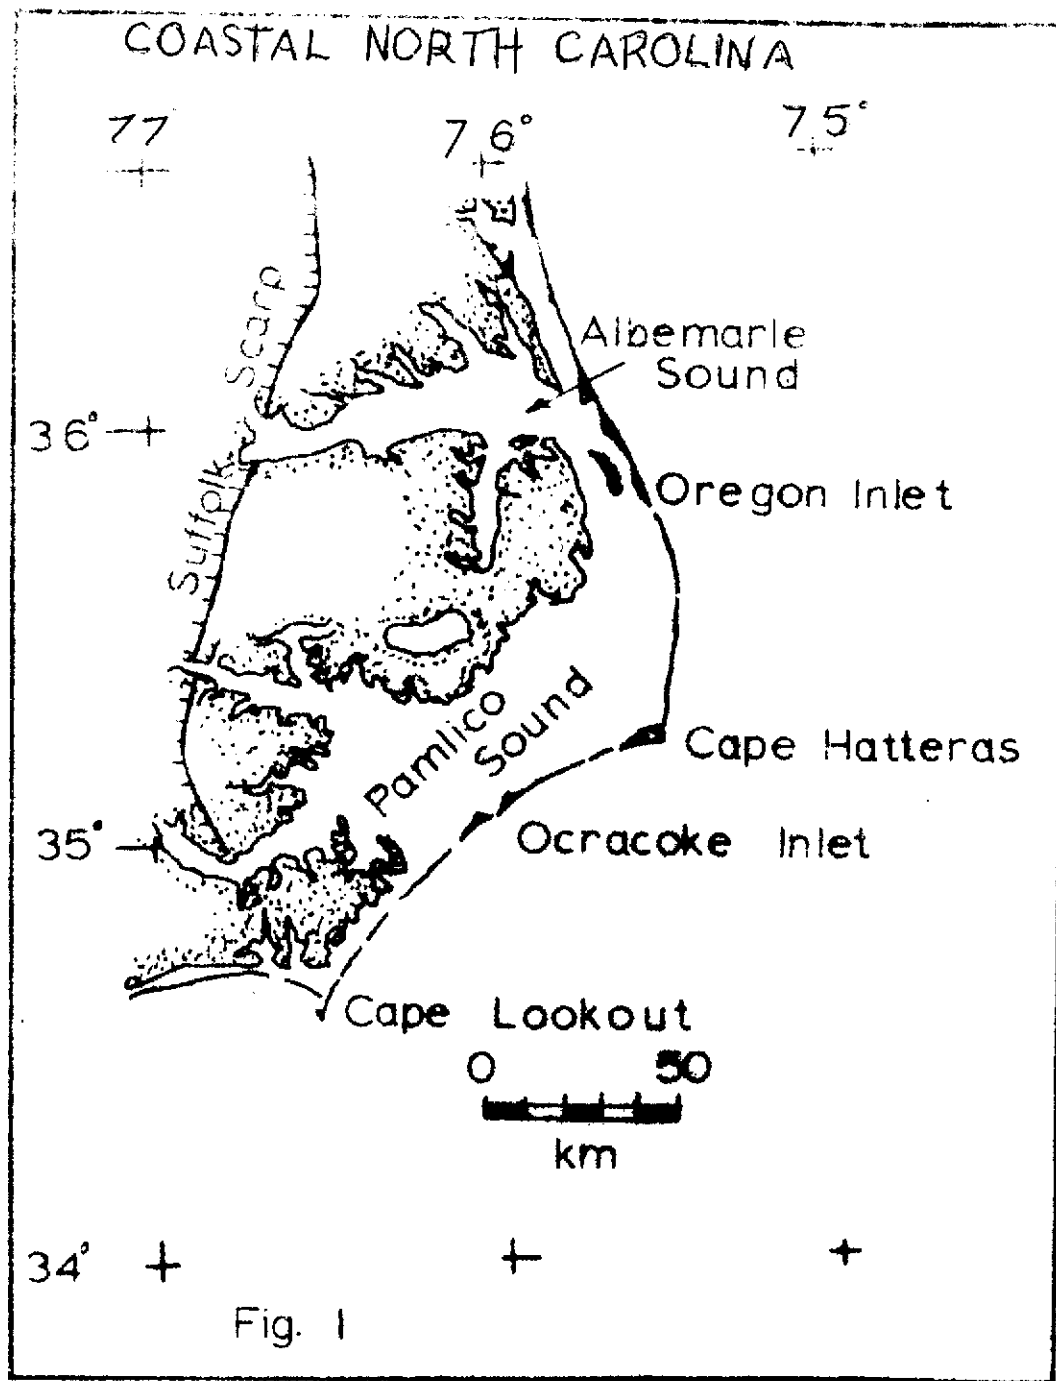 COASTAL NORTH CAROLINA
77 76° 75°
Albemarle
Sound
Suffolk Scarp
36°
Oregon Inlet
Pamlico
Sound
Cape Hatteras
35°
Ocracoke Inlet
Cape Lookout
0 50
km
34°
Fig. 1